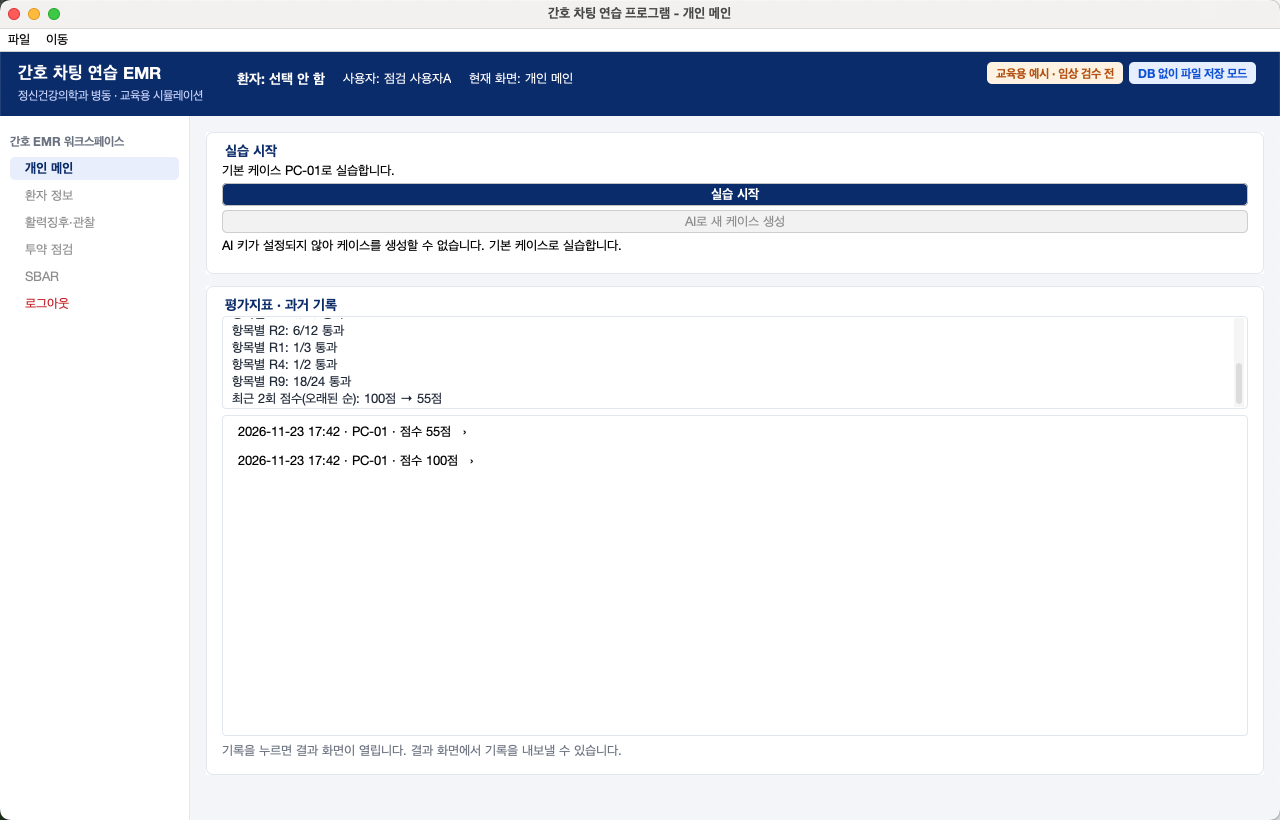 간호 차팅 연습 프로그램 - 개인 메인
파일 이동
간호 차팅 연습 EMR
정신건강의학과 병동 · 교육용 시뮬레이션
환자: 선택 안 함 사용자: 점검 사용자A 현재 화면: 개인 메인
교육용 예시 · 임상 검수 전 DB 없이 파일 저장 모드
간호 EMR 워크스페이스
개인 메인
환자 정보
활력징후·관찰
투약 점검
SBAR
로그아웃
실습 시작
기본 케이스 PC-01로 실습합니다.
실습 시작
AI로 새 케이스 생성
AI 키가 설정되지 않아 케이스를 생성할 수 없습니다. 기본 케이스로 실습합니다.
평가지표 · 과거 기록
항목별 R2: 6/12 통과
항목별 R1: 1/3 통과
항목별 R4: 1/2 통과
항목별 R9: 18/24 통과
최근 2회 점수(오래된 순): 100점 → 55점
2026-11-23 17:42 · PC-01 · 점수 55점 ›
2026-11-23 17:42 · PC-01 · 점수 100점 ›
기록을 누르면 결과 화면이 열립니다. 결과 화면에서 기록을 내보낼 수 있습니다.